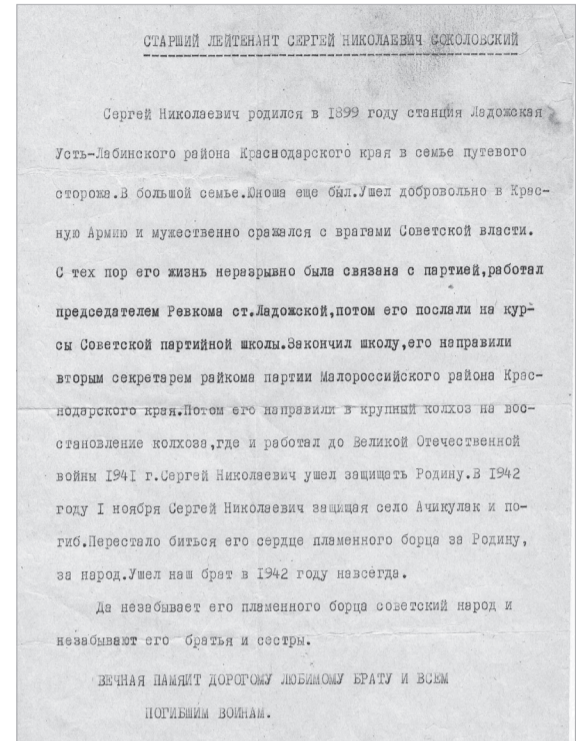 СТАРШИЙ ЛЕЙТЕНАНТ СЕРГЕЙ НИКОЛАЕВИЧ СОКОЛОВСКИЙ
Сергей Николаевич родился в 1899 году станция Ладожская
Усть-Лабинского района Краснодарского края в семье путевого
сторожа.В большой семье.Юноша еще был.Ушел добровольно в Крас-
ную Армию и мужественно сражался с врагами Советской власти.
С тех пор его жизнь неразрывно была связана с партией,работал
председателем Ревкома ст.Ладожской,потом его послали на кур-
сы Советской партийной школы.Закончил школу,его направили
вторым секретарем райкома партии Малороссийского района Крас-
нодарского края.Потом его направили в крупный колхоз на вос-
становление колхоза,где и работал до Великой Отечественной
войны 1941 г.Сергей Николаевич ушел защищать Родину.В 1942
году I ноября Сергей Николаевич защищая село Ачикулак и по-
гиб.Перестало биться его сердце пламенного борца за Родину,
за народ.Ушел наш брат в 1942 году навсегда.
Да незабывает его пламенного борца советский народ и
незабывают его братья и сестры.
ВЕЧНАЯ ПАМЯИТ ДОРОГОМУ ЛЮБИМОМУ БРАТУ И ВСЕМ
ПОГИБШИМ ВОИНАМ.